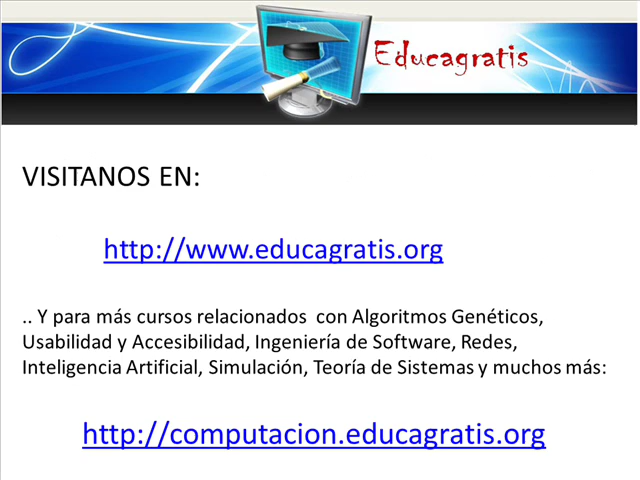 Educagratis
VISITANOS EN:
http://www.educagratis.org
.. Y para más cursos relacionados  con Algoritmos Genéticos,
Usabilidad y Accesibilidad, Ingeniería de Software, Redes,
Inteligencia Artificial, Simulación, Teoría de Sistemas y muchos más:
http://computacion.educagratis.org